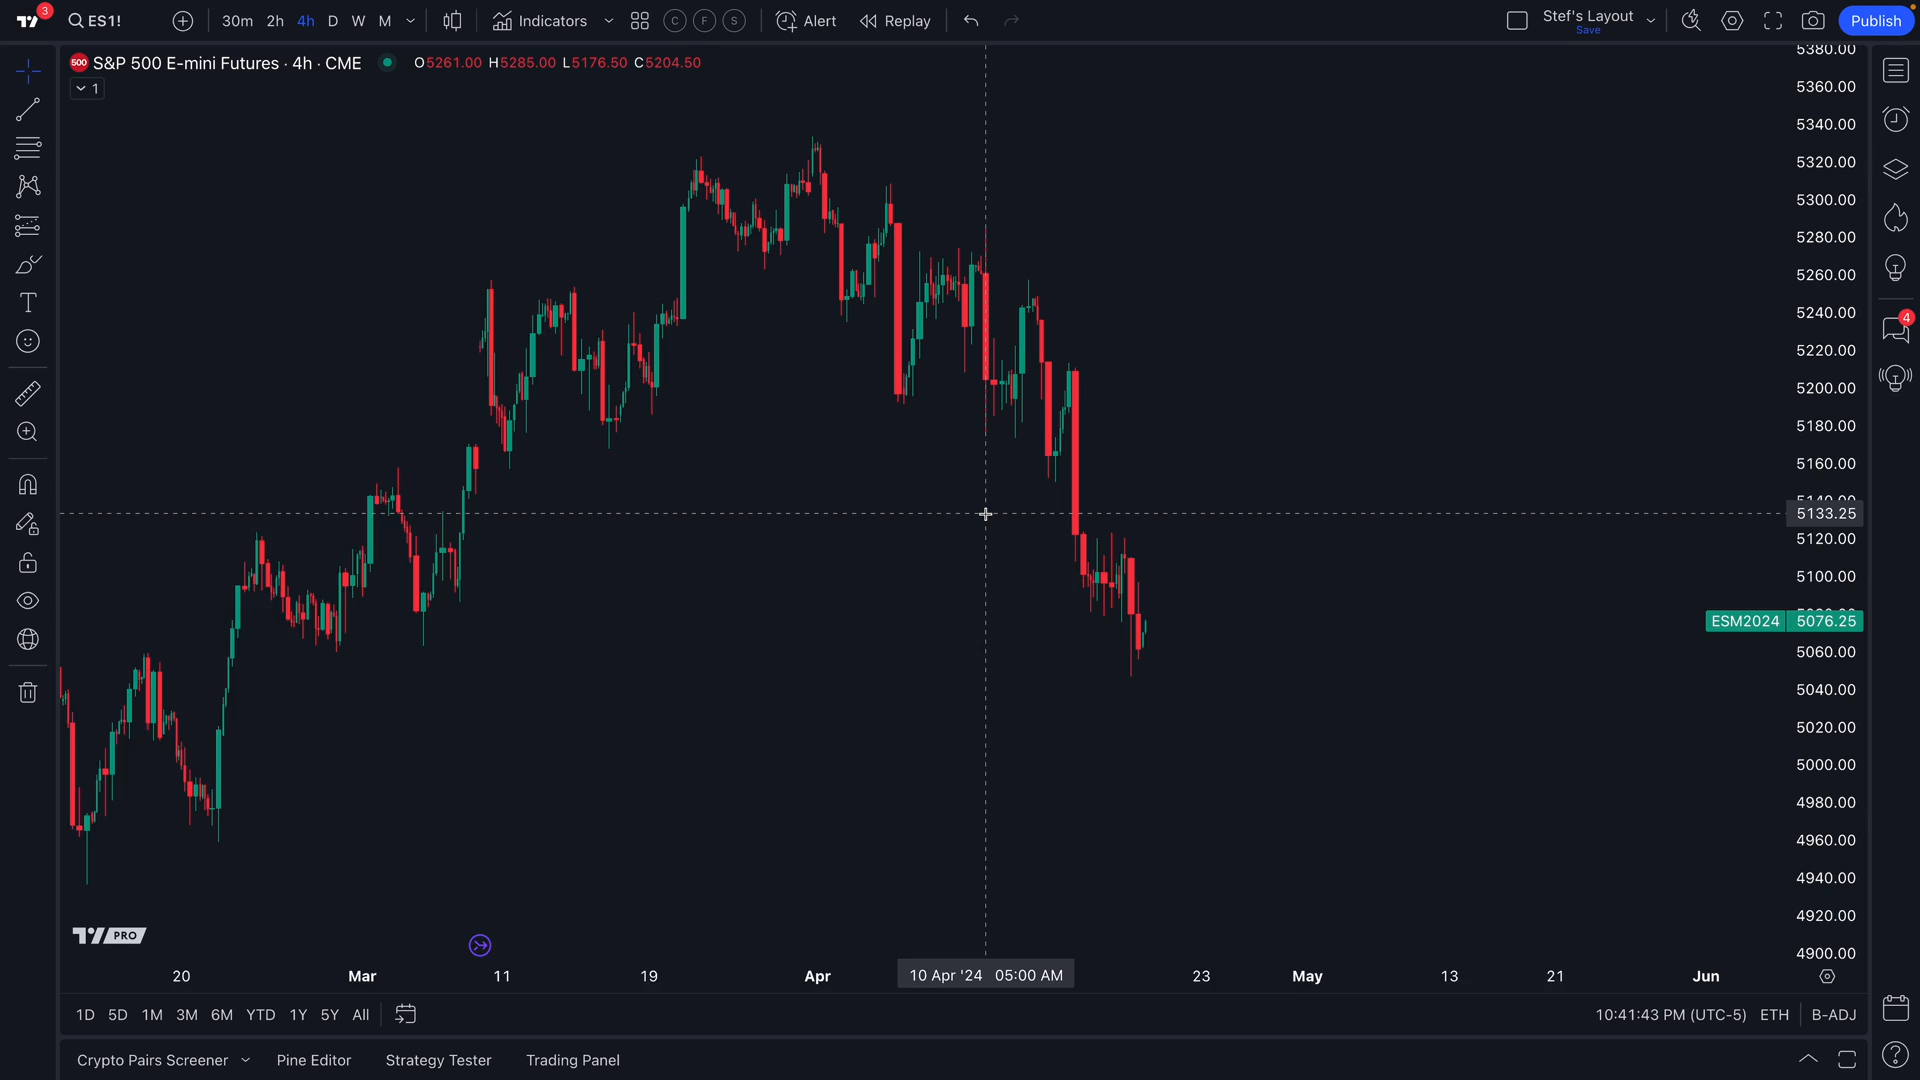 3
ES1!
30m 2h 4h D W M
Indicators
C F S
Alert
Replay
Stef's Layout
Save
Publish
500 S&P 500 E-mini Futures · 4h · CME
O5261.00 H5285.00 L5176.50 C5204.50
1
5380.00
5360.00
5340.00
5320.00
5300.00
5280.00
5260.00
5240.00
5220.00
5200.00
5180.00
5160.00
5140.00
5133.25
5120.00
5100.00
ESM2024 5076.25
5060.00
5040.00
5020.00
5000.00
4980.00
4960.00
4940.00
4920.00
4900.00
4
PRO
20 Mar 11 19 Apr 10 Apr '24 05:00 AM 23 May 13 21 Jun
1D 5D 1M 3M 6M YTD 1Y 5Y All
10:41:43 PM (UTC-5) ETH B-ADJ
Crypto Pairs Screener Pine Editor Strategy Tester Trading Panel